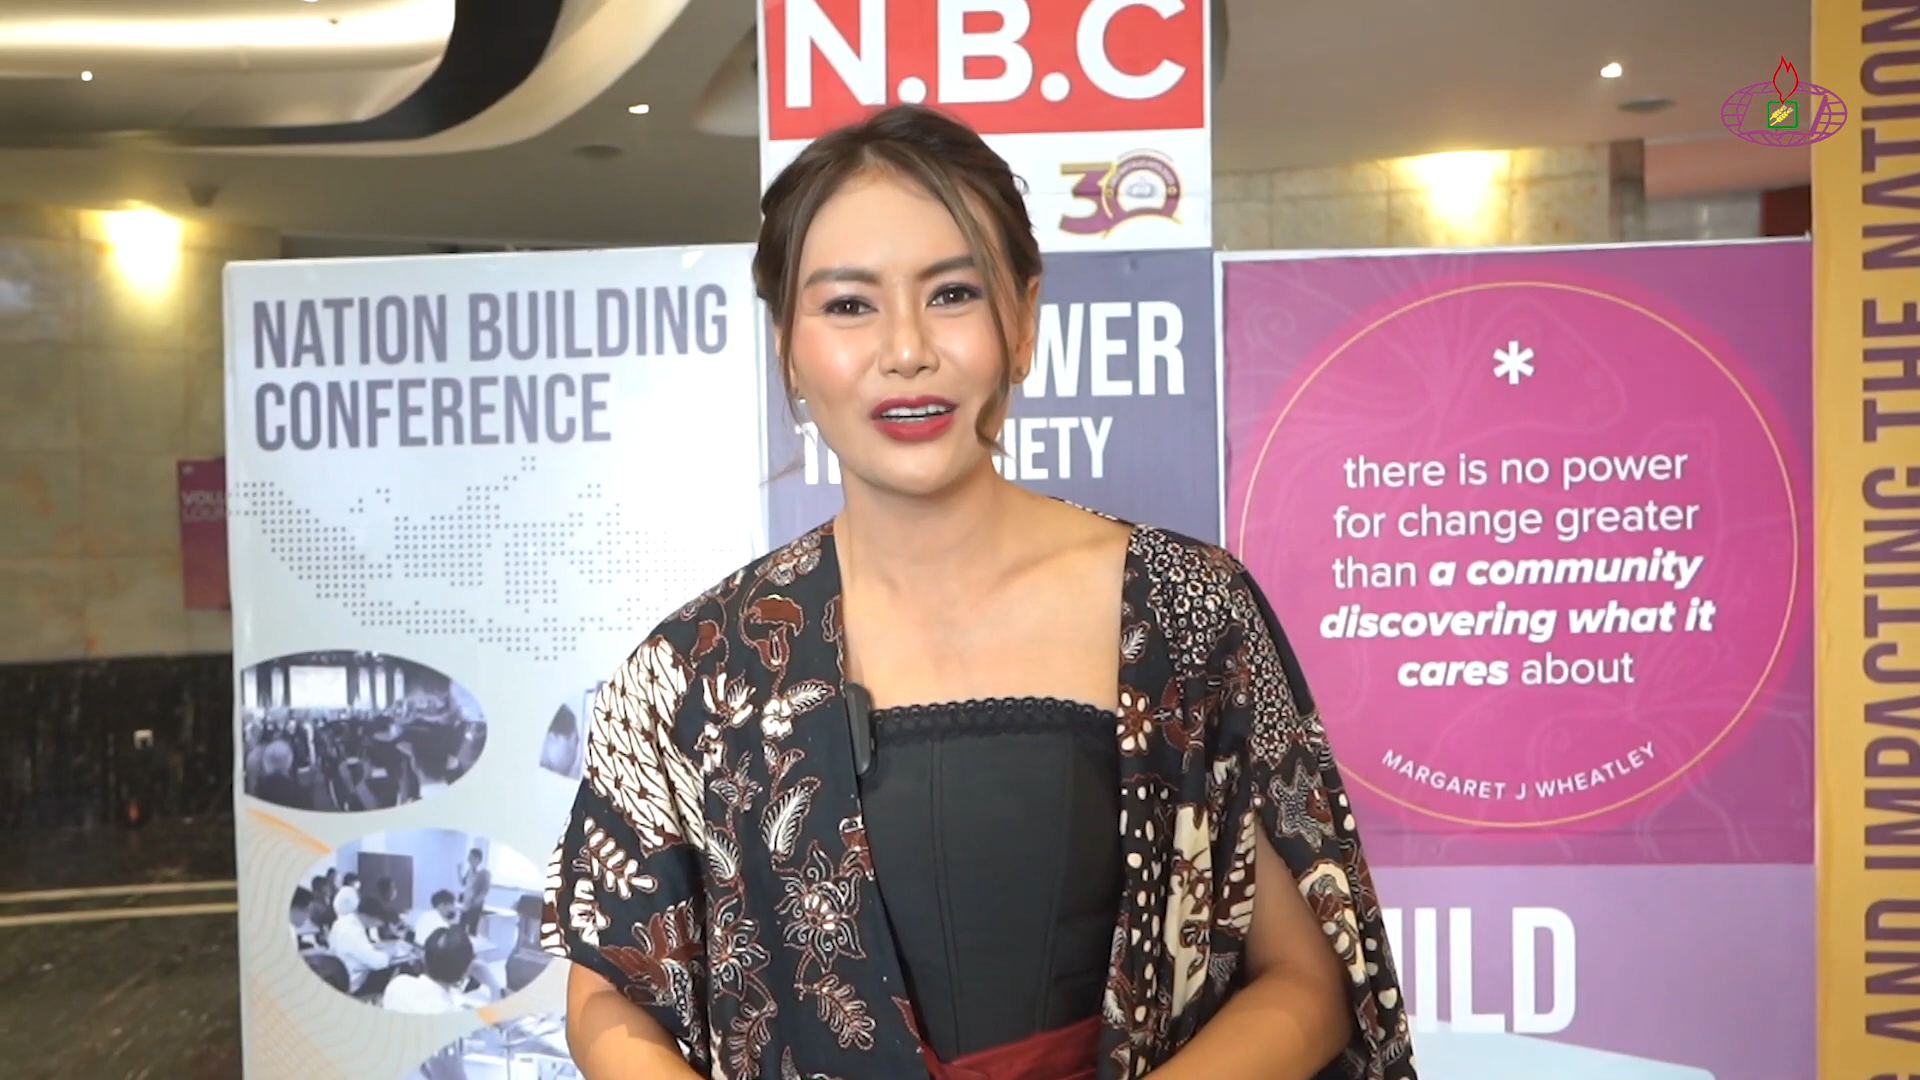 N.B.C
30
NATION BUILDING
CONFERENCE
WER
IETY
*
there is no power
for change greater
than a community
discovering what it
cares about
MARGARET J WHEATLEY
ILD
AND IMPACTING THE NATION